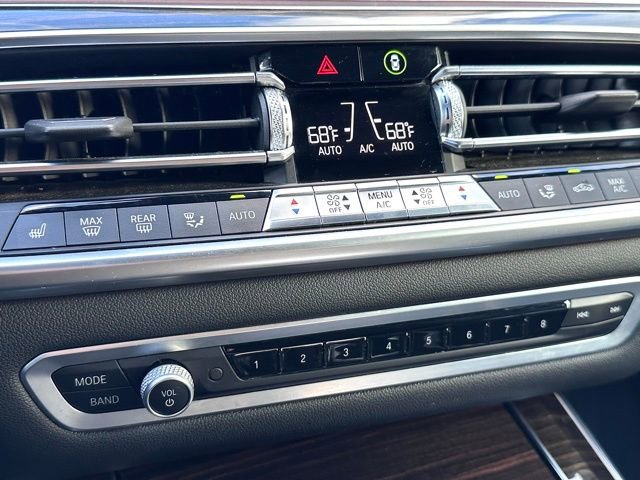 68°F 68°F
AUTO A/C AUTO
MAX REAR AUTO OFF MENU A/C OFF AUTO MAX A/C
MODE
BAND
VOL
1 2 3 4 5 6 7 8